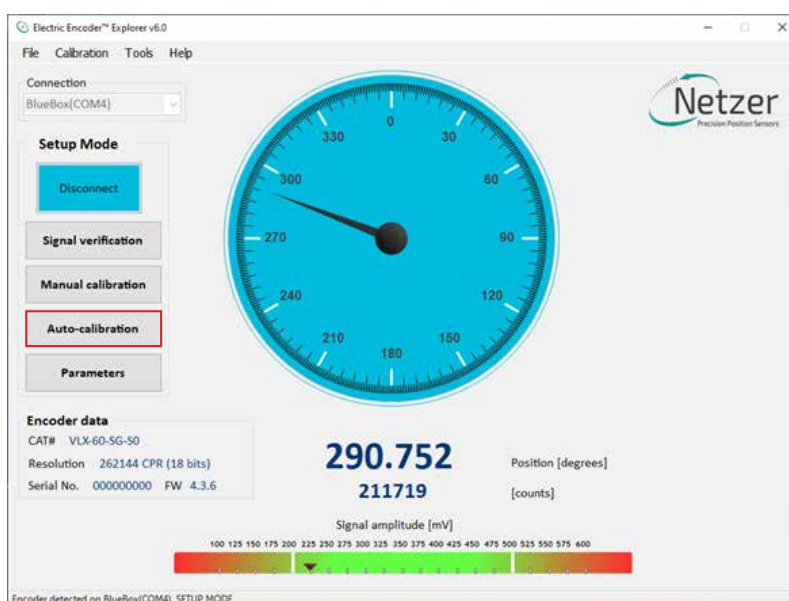 Electric Encoder™ Explorer v6.0
File Calibration Tools Help
Connection
BlueBox(COM4)
Netzer
Precision Position Sensors
Setup Mode
Disconnect
Signal verification
Manual calibration
Auto-calibration
Parameters
0
30
60
90
120
150
180
210
240
270
300
330
Encoder data
CAT# VLX-60-SG-S0
Resolution 262144 CPR (18 bits)
Serial No. 000000000 FW 4.3.6
290.752 Position [degrees]
211719 [counts]
Signal amplitude [mV]
100 125 150 175 200 225 250 275 300 325 350 375 400 425 450 475 500 525 550 575 600
Encoder detected on BlueBox(COM4). SETUP MODE